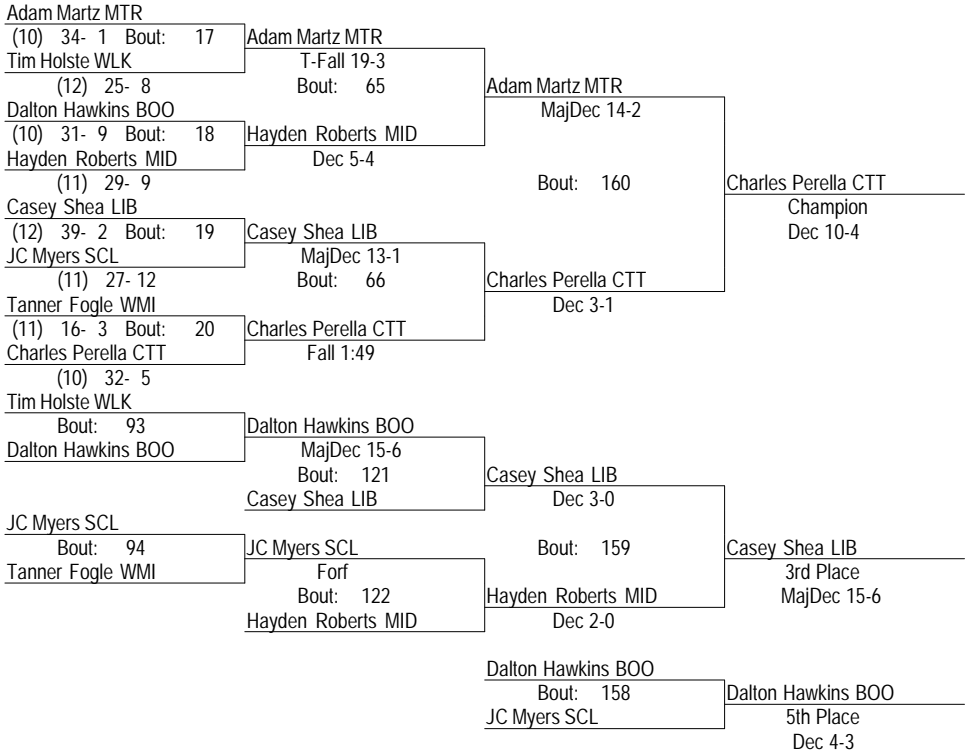 Adam Martz MTR
(10) 34- 1 Bout: 17 Adam Martz MTR
Tim Holste WLK T-Fall 19-3
(12) 25- 8 Bout: 65 Adam Martz MTR
Dalton Hawkins BOO MajDec 14-2
(10) 31- 9 Bout: 18 Hayden Roberts MID
Hayden Roberts MID Dec 5-4
(11) 29- 9 Bout: 160 Charles Perella CTT
Casey Shea LIB Champion
(12) 39- 2 Bout: 19 Casey Shea LIB Dec 10-4
JC Myers SCL MajDec 13-1
(11) 27- 12 Bout: 66 Charles Perella CTT
Tanner Fogle WMI Dec 3-1
(11) 16- 3 Bout: 20 Charles Perella CTT
Charles Perella CTT Fall 1:49
(10) 32- 5
Tim Holste WLK
Bout: 93 Dalton Hawkins BOO
Dalton Hawkins BOO MajDec 15-6
Bout: 121 Casey Shea LIB
Casey Shea LIB Dec 3-0
JC Myers SCL
Bout: 94 JC Myers SCL Bout: 159 Casey Shea LIB
Tanner Fogle WMI Forf 3rd Place
Bout: 122 Hayden Roberts MID MajDec 15-6
Hayden Roberts MID Dec 2-0
Dalton Hawkins BOO
Bout: 158 Dalton Hawkins BOO
JC Myers SCL 5th Place
Dec 4-3